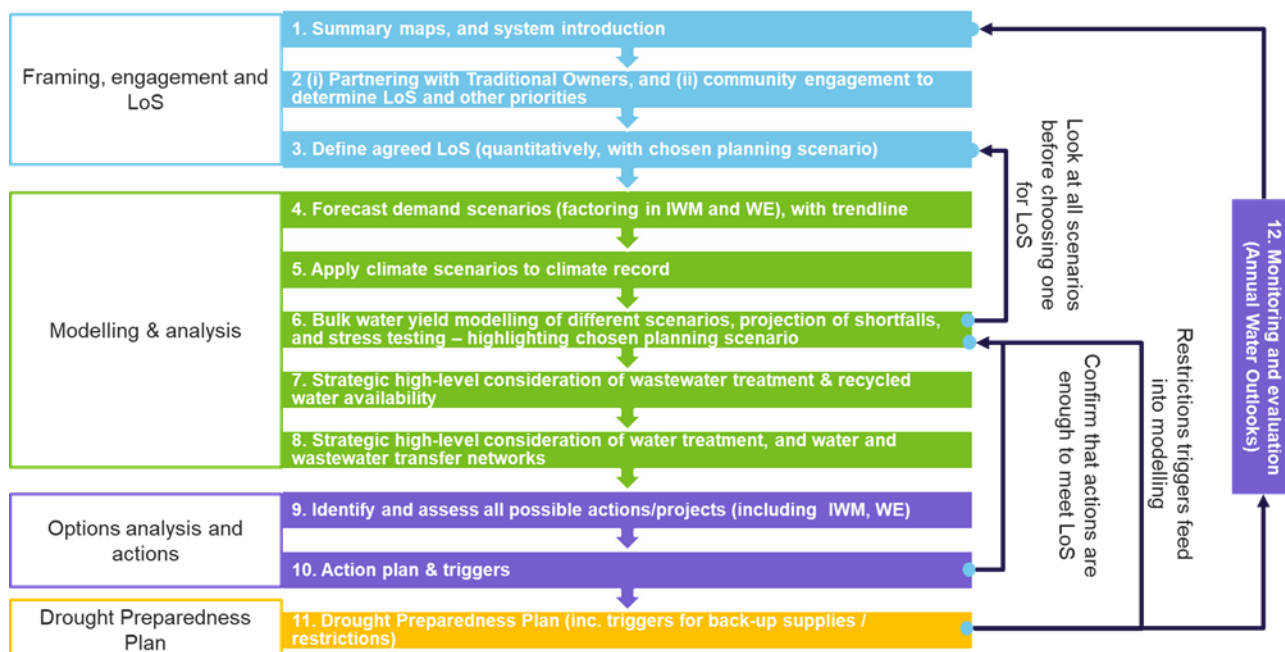 Framing, engagement and
LoS
1. Summary maps, and system introduction
2 (i) Partnering with Traditional Owners, and (ii) community engagement to
determine LoS and other priorities
3. Define agreed LoS (quantitatively, with chosen planning scenario)
Modelling & analysis
4. Forecast demand scenarios (factoring in IWM and WE), with trendline
5. Apply climate scenarios to climate record
6. Bulk water yield modelling of different scenarios, projection of shortfalls,
and stress testing – highlighting chosen planning scenario
7. Strategic high-level consideration of wastewater treatment & recycled
water availability
8. Strategic high-level consideration of water treatment, and water and
wastewater transfer networks
Options analysis and
actions
9. Identify and assess all possible actions/projects (including IWM, WE)
10. Action plan & triggers
Drought Preparedness
Plan
11. Drought Preparedness Plan (inc. triggers for back-up supplies /
restrictions)
Look at all scenarios
before choosing one
for LoS
Confirm that actions are
enough to meet LoS
Restrictions triggers feed
into modelling
12. Monitoring and evaluation
(Annual Water Outlooks)